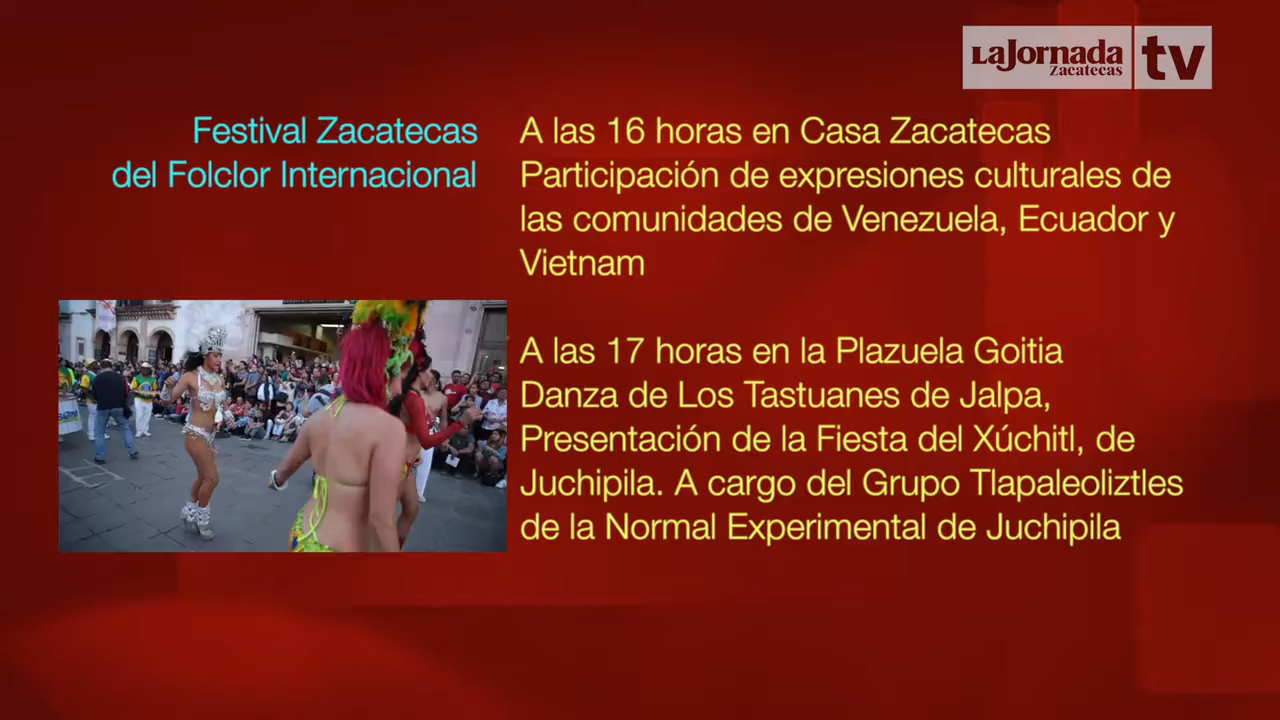 LaJornada
Zacatecas
tv
Festival Zacatecas
del Folclor Internacional
A las 16 horas en Casa Zacatecas
Participación de expresiones culturales de
las comunidades de Venezuela, Ecuador y
Vietnam
A las 17 horas en la Plazuela Goitia
Danza de Los Tastuanes de Jalpa,
Presentación de la Fiesta del Xúchitl, de
Juchipila. A cargo del Grupo Tlapaleoliztles
de la Normal Experimental de Juchipila